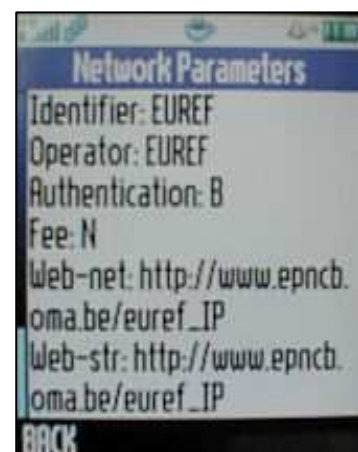 Network Parameters
Identifier: EUREF
Operator: EUREF
Authentication: B
Fee: N
Web-net: http://www.epncb.
oma.be/euref_IP
Web-str: http://www.epncb.
oma.be/euref_IP
BACK